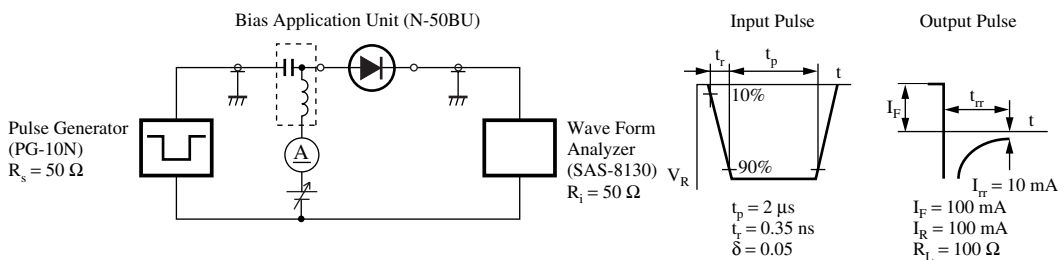 Bias Application Unit (N-50BU)
A
Pulse Generator
(PG-10N)
R_s = 50 Ω
Wave Form
Analyzer
(SAS-8130)
R_i = 50 Ω
Input Pulse
t_r
t_p
t
10%
90%
V_R
t_p = 2 μs
t_r = 0.35 ns
δ = 0.05
Output Pulse
I_F
t_rr
t
I_rr = 10 mA
I_F = 100 mA
I_R = 100 mA
R_L = 100 Ω